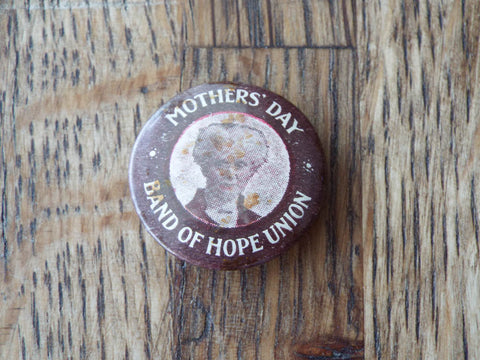 MOTHERS' DAY
BAND OF HOPE UNION